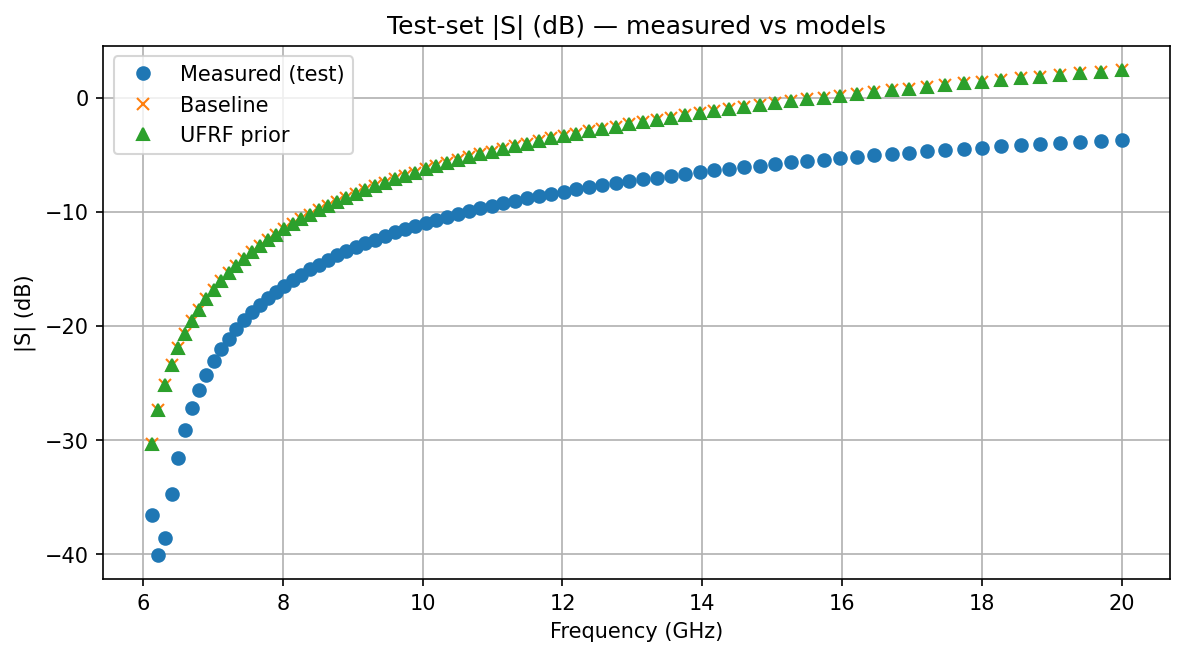 Test-set |S| (dB) — measured vs models
Measured (test)
Baseline
UFRF prior
|S| (dB)
0
−10
−20
−30
−40
6
8
10
12
14
16
18
20
Frequency (GHz)